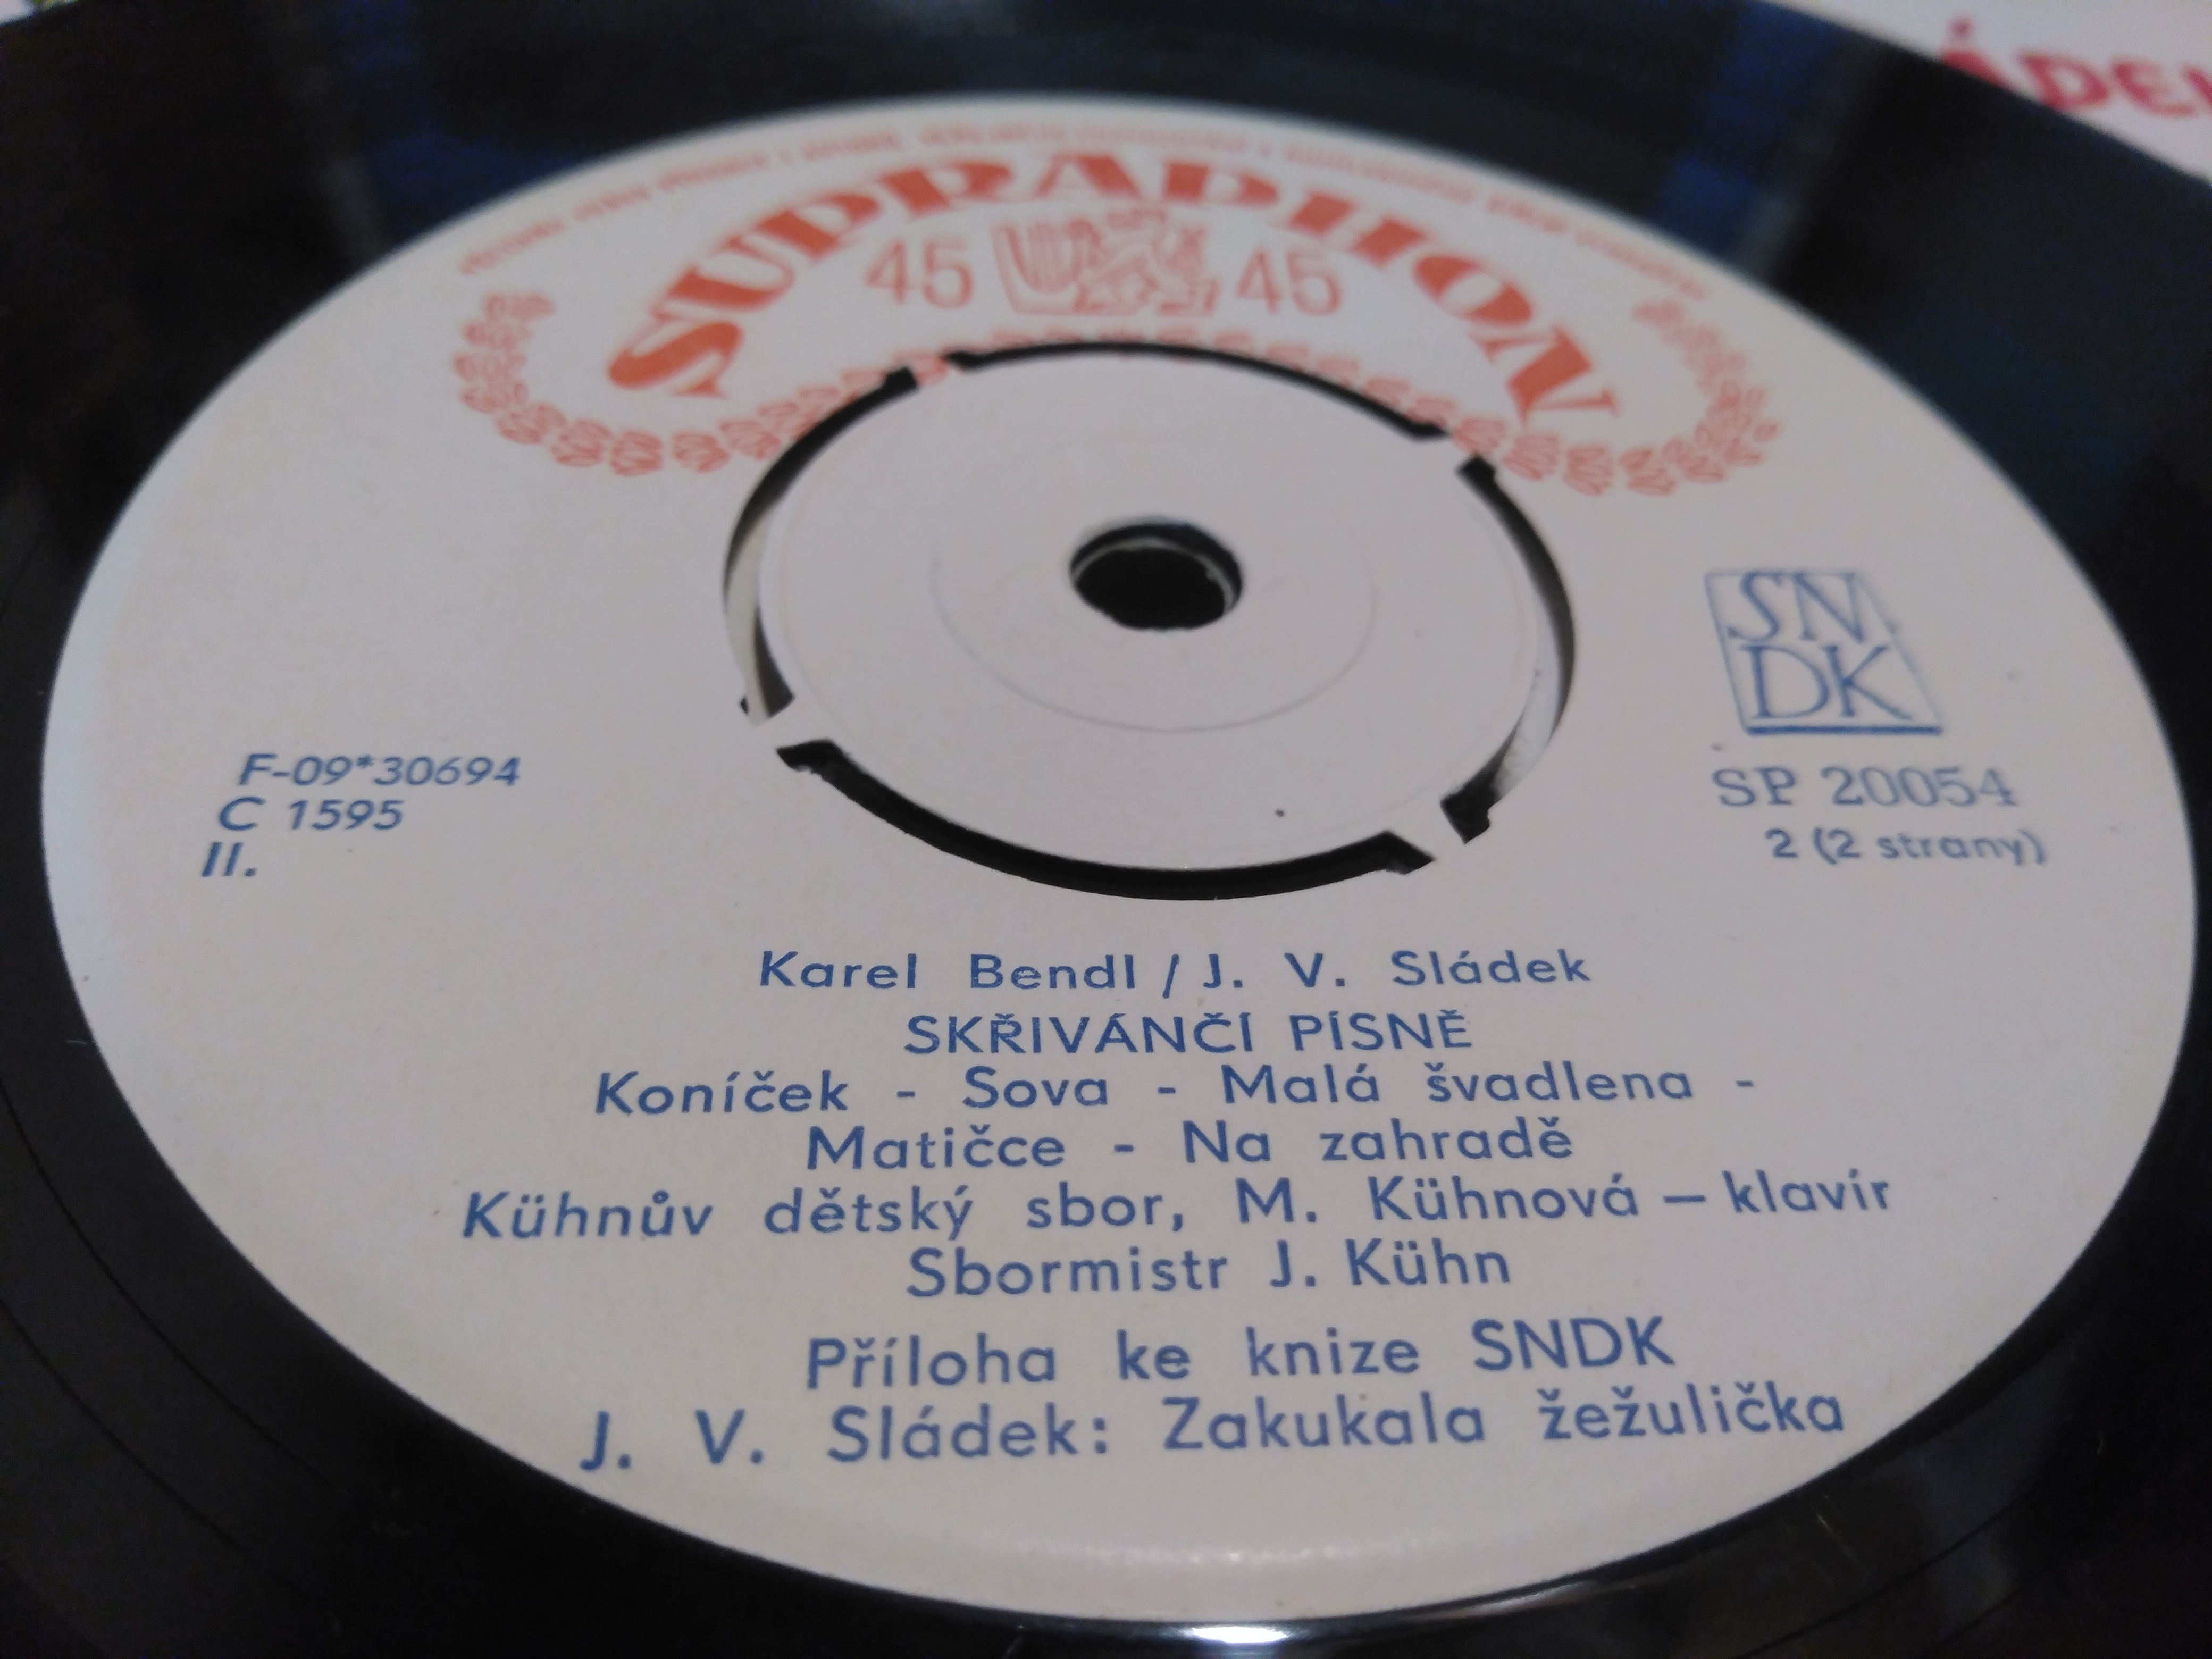 ÁDEK
SUPRAPHON
45 45
SN
DK
F-09*30694
C 1595
II.
SP 20054
2 (2 strany)
Karel Bendl / J. V. Sládek
SKŘIVÁNČÍ PÍSNĚ
Koníček - Sova - Malá švadlena -
Matičce - Na zahradě
Kühnův dětský sbor, M. Kühnová — klavír
Sbormistr J. Kühn
Příloha ke knize SNDK
J. V. Sládek: Zakukala žežulička